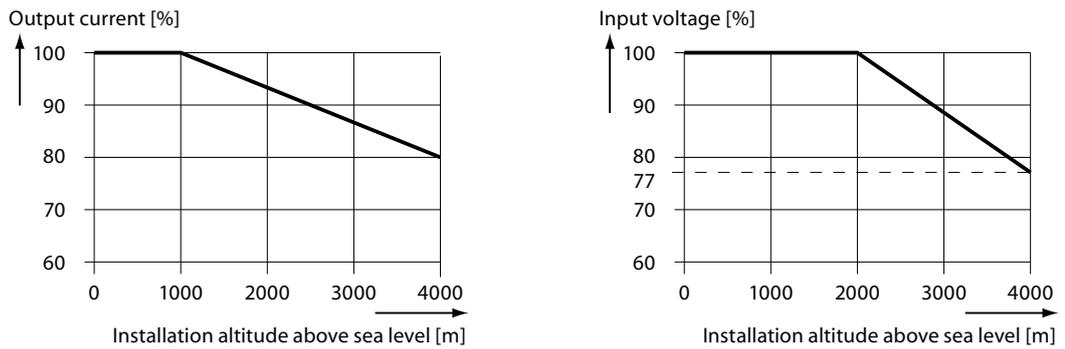 Output current [%]
100
90
80
70
60
0 1000 2000 3000 4000
Installation altitude above sea level [m]
Input voltage [%]
100
90
80
77
70
60
0 1000 2000 3000 4000
Installation altitude above sea level [m]